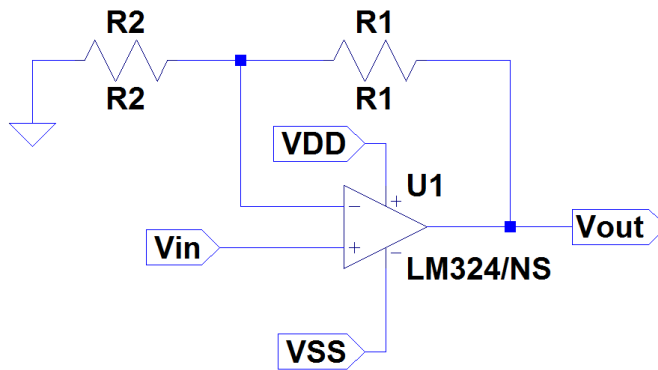 R2
R1
R2
R1
VDD
U1
+
−
Vin
+
Vout
−
LM324/NS
VSS